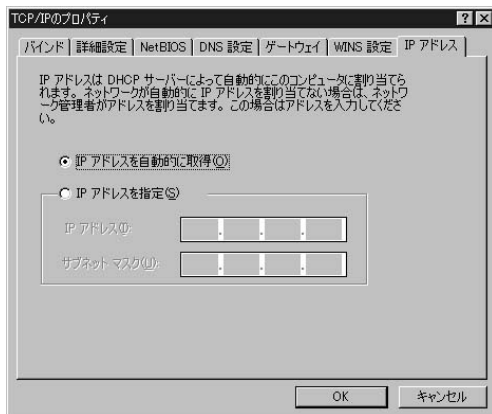 TCP/IPのプロパティ
バインド 詳細設定 NetBIOS DNS 設定 ゲートウェイ WINS 設定 IP アドレス
IP アドレスは DHCP サーバーによって自動的にこのコンピュータに割り当てら
れます。ネットワークが自動的に IP アドレスを割り当てない場合は、ネットワ
ーク管理者がアドレスを割り当てます。この場合はアドレスを入力してくださ
い。
IP アドレスを自動的に取得(O)
IP アドレスを指定(S)
IP アドレス(I):
サブネット マスク(U):
OK キャンセル